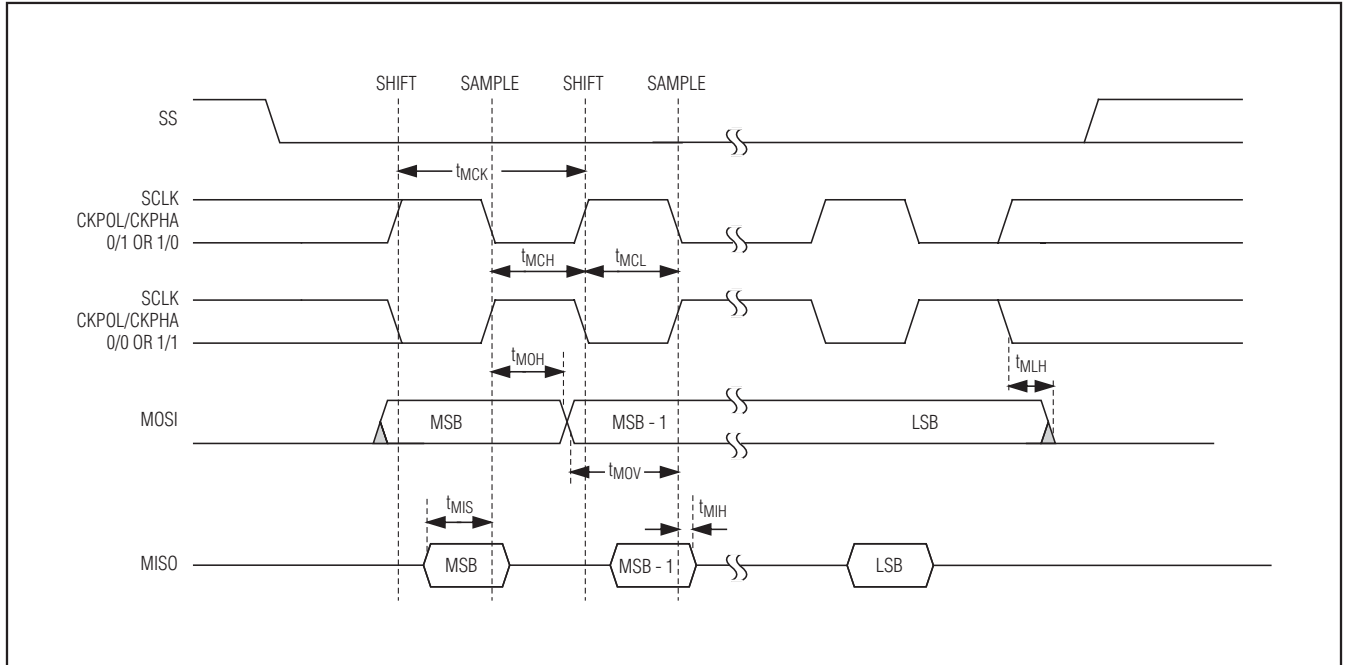 SHIFT SAMPLE SHIFT SAMPLE
SS
tMCK
SCLK
CKPOL/CKPHA
0/1 OR 1/0
tMCH tMCL
SCLK
CKPOL/CKPHA
0/0 OR 1/1
tMOH
tMLH
MOSI MSB MSB - 1 LSB
tMOV
tMIS
tMIH
MISO MSB MSB - 1 LSB